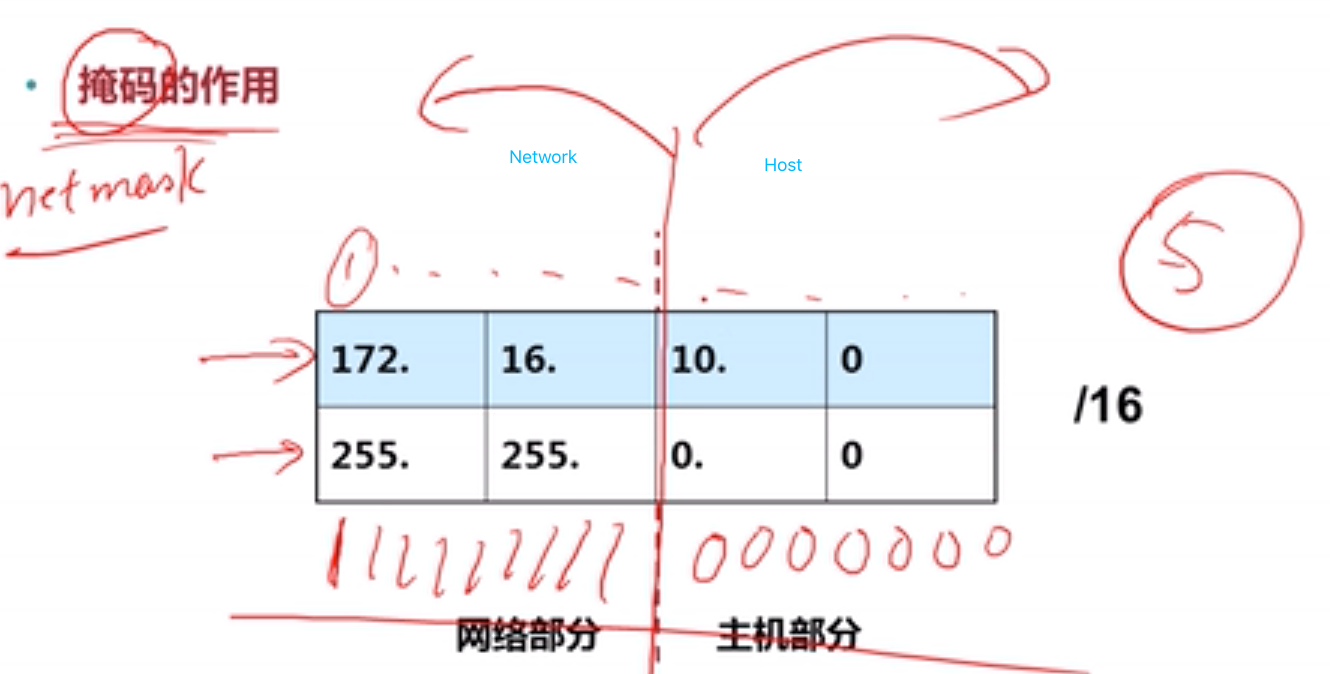 • 掩码的作用
netmask
Network
Host
1
5
172. 16. 10. 0
/16
255. 255. 0. 0
1111111111 0000000
网络部分 主机部分